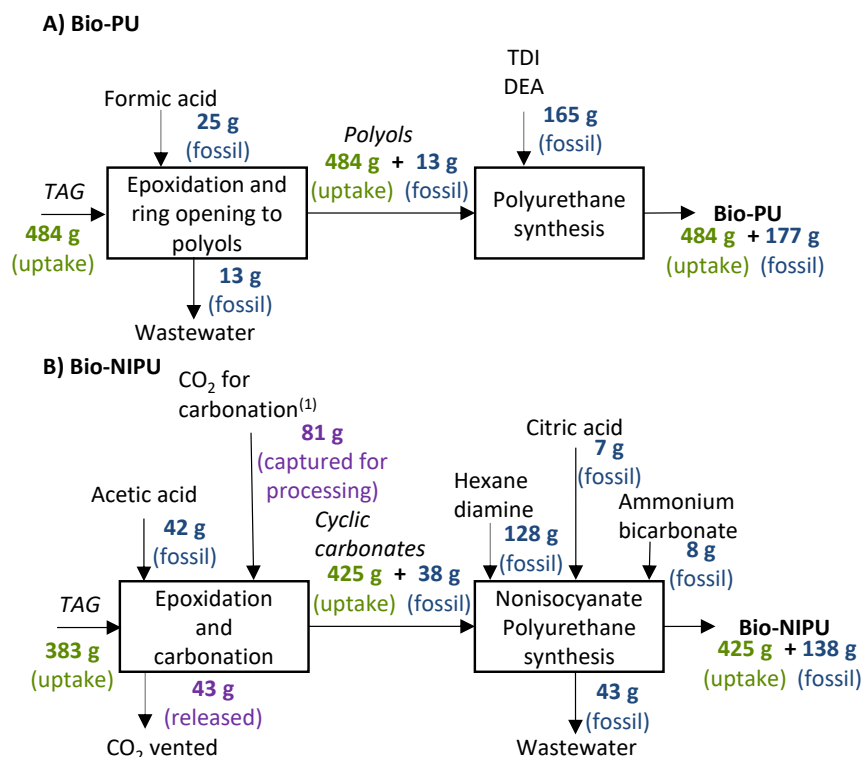 A) Bio-PU
TDI
DEA
Formic acid
25 g
(fossil)
165 g
(fossil)
Polyols
484 g + 13 g
(uptake) (fossil)
TAG
484 g
(uptake)
Epoxidation and
ring opening to
polyols
Polyurethane
synthesis
Bio-PU
484 g + 177 g
(uptake) (fossil)
13 g
(fossil)
Wastewater
B) Bio-NIPU
CO₂ for
carbonation⁽¹⁾
81 g
(captured for
processing)
Citric acid
7 g
(fossil)
Acetic acid
42 g
(fossil)
Hexane
diamine
128 g
(fossil)
Ammonium
bicarbonate
8 g
(fossil)
Cyclic
carbonates
425 g + 38 g
(uptake) (fossil)
TAG
383 g
(uptake)
Epoxidation
and
carbonation
Nonisocyanate
Polyurethane
synthesis
Bio-NIPU
425 g + 138 g
(uptake) (fossil)
43 g
(released)
CO₂ vented
43 g
(fossil)
Wastewater